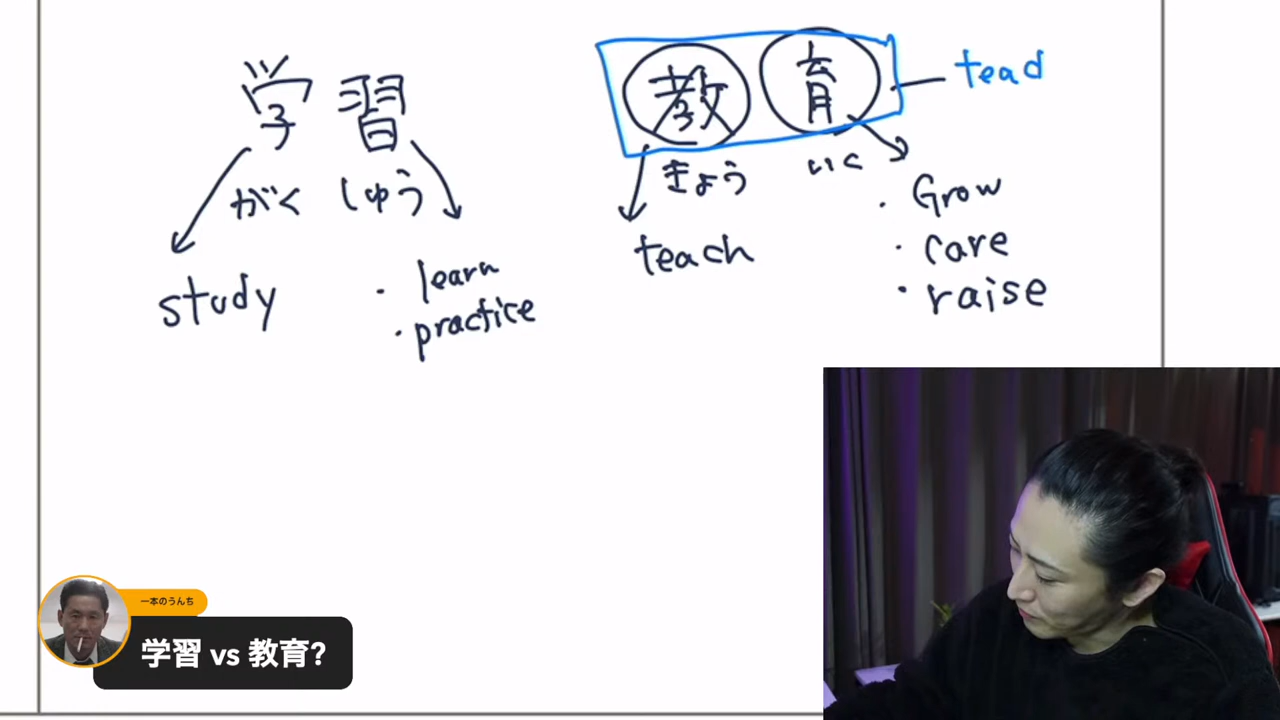 学習
がくしゅう
study
・learn
・practice
教育
tead
きょう
いく
teach
・Grow
・care
・raise
一本のうんち
学習 vs 教育?